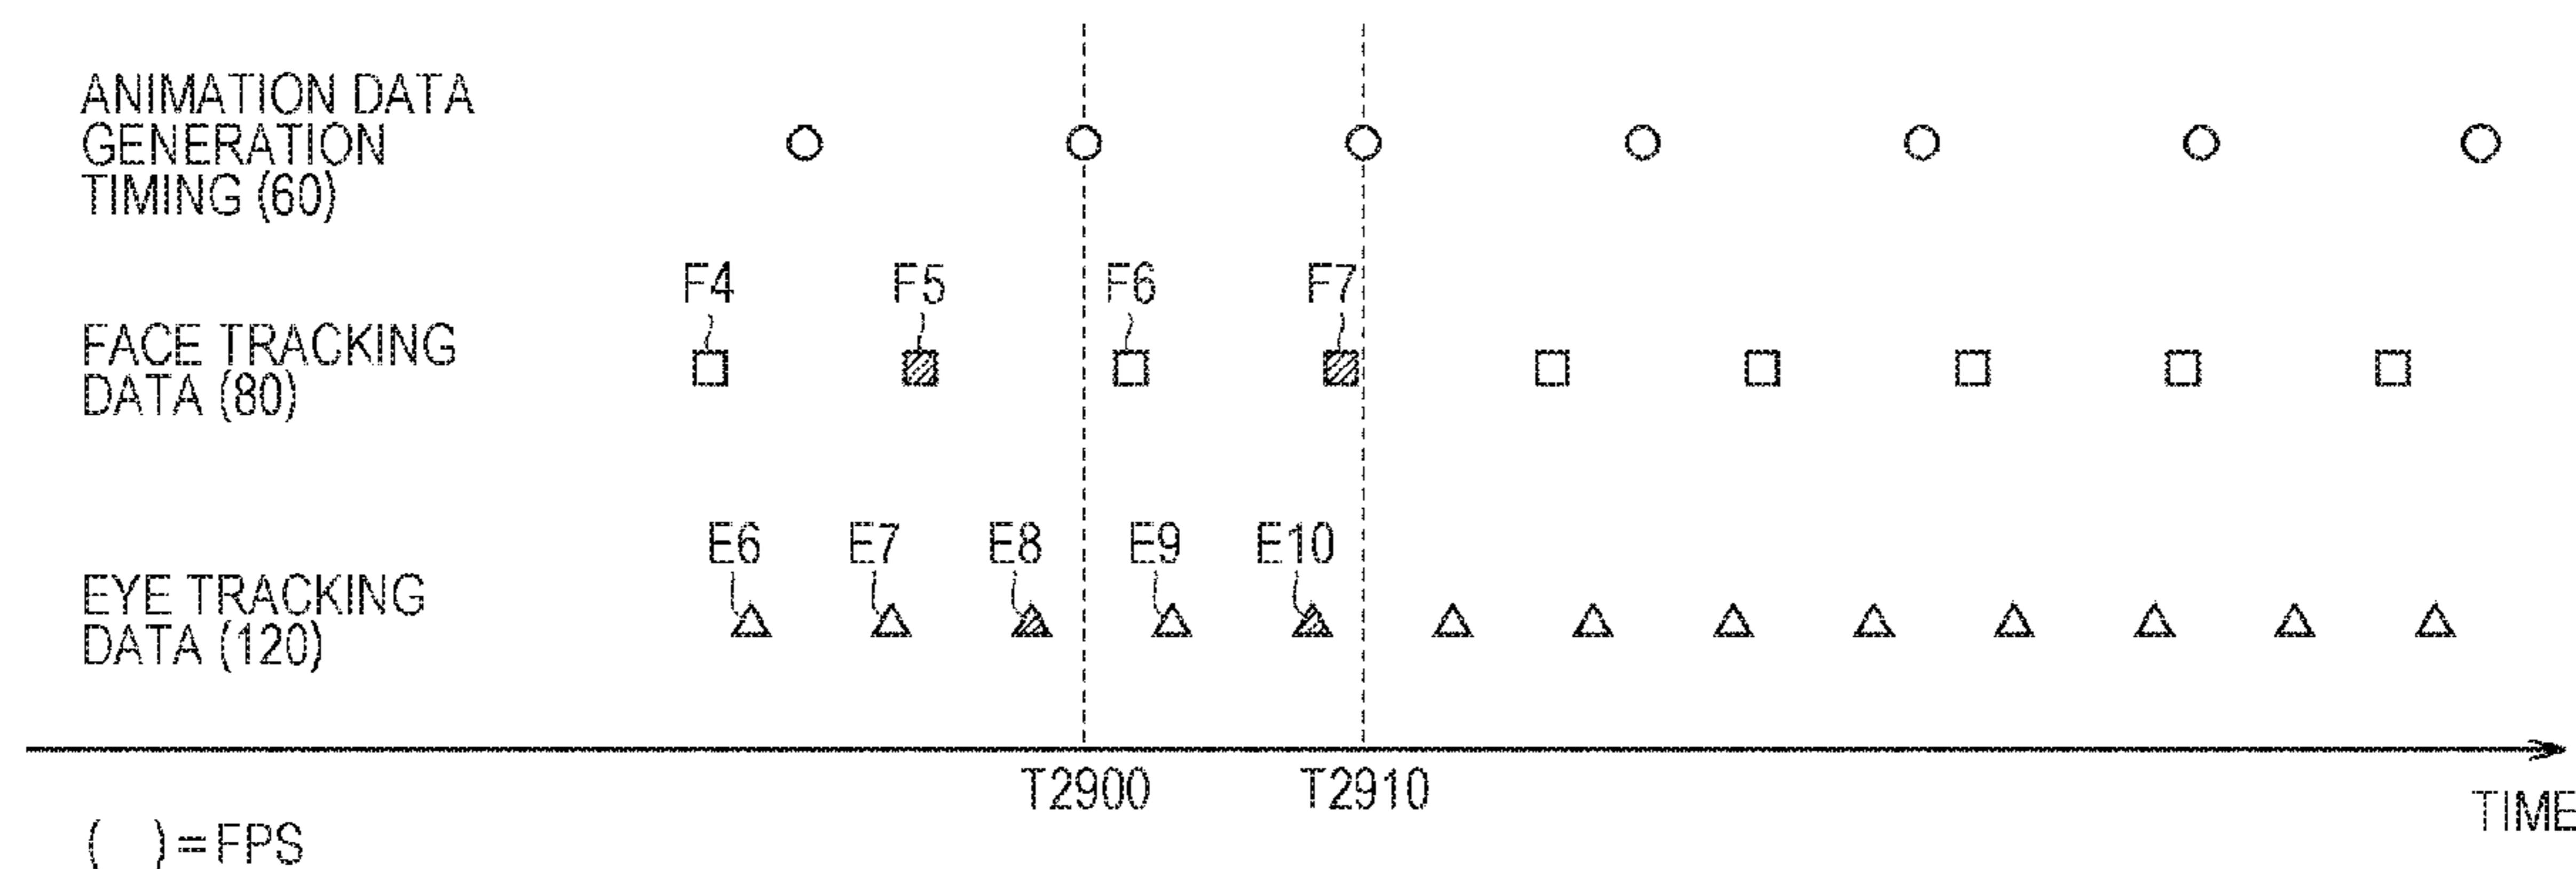 ANIMATION DATA
GENERATION
TIMING (60)
F4 F5 F6 F7
FACE TRACKING
DATA (80)
E6 E7 E8 E9 E10
EYE TRACKING
DATA (120)
T2900 T2910
TIME
( )=FPS